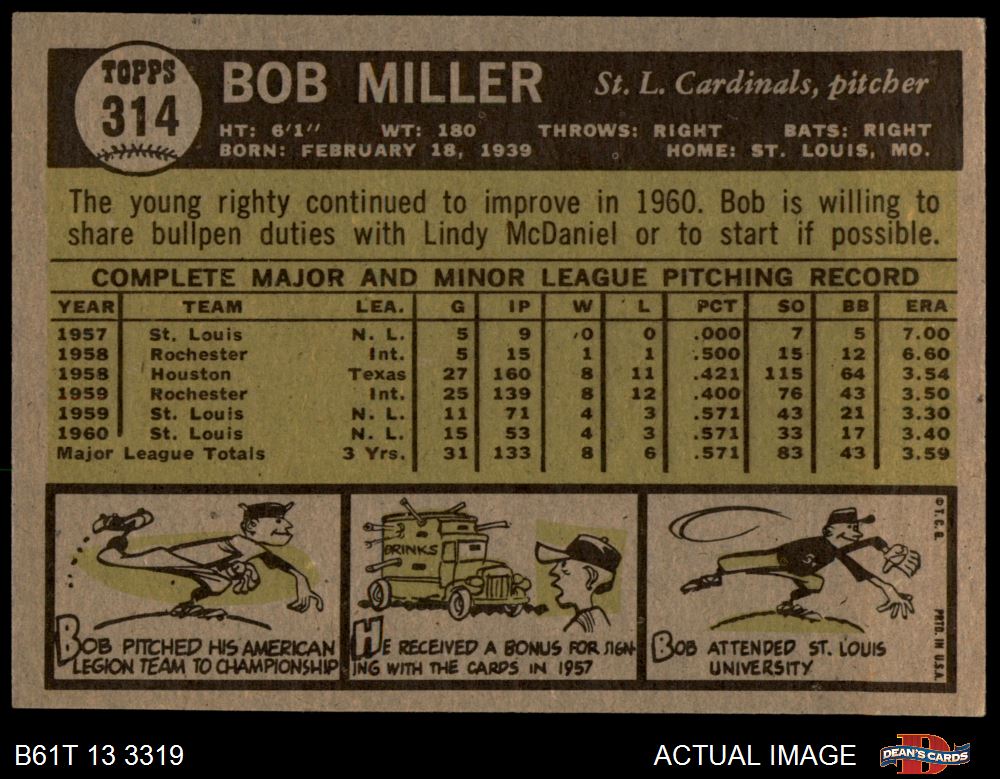 TOPPS
314
BOB MILLER St. L. Cardinals, pitcher
HT: 6'1" WT: 180 THROWS: RIGHT BATS: RIGHT
BORN: FEBRUARY 18, 1939 HOME: ST. LOUIS, MO.
The young righty continued to improve in 1960. Bob is willing to
share bullpen duties with Lindy McDaniel or to start if possible.
COMPLETE MAJOR AND MINOR LEAGUE PITCHING RECORD
YEAR TEAM LEA. G IP W L PCT SO BB ERA
1957 St. Louis N. L. 5 9 0 0 .000 7 5 7.00
1958 Rochester Int. 5 15 1 1 .500 15 12 6.60
1958 Houston Texas 27 160 8 11 .421 115 64 3.54
1959 Rochester Int. 25 139 8 12 .400 76 43 3.50
1959 St. Louis N. L. 11 71 4 3 .571 43 21 3.30
1960 St. Louis N. L. 15 53 4 3 .571 33 17 3.40
Major League Totals 3 Yrs. 31 133 8 6 .571 83 43 3.59
BOB PITCHED HIS AMERICAN
LEGION TEAM TO CHAMPIONSHIP
BRINKS
HE RECEIVED A BONUS FOR SIGN-
ING WITH THE CARDS IN 1957
BOB ATTENDED ST. LOUIS
UNIVERSITY
© T. C. G.
PRTD. IN U.S.A.
B61T 13 3319
ACTUAL IMAGE
DEAN'S CARDS